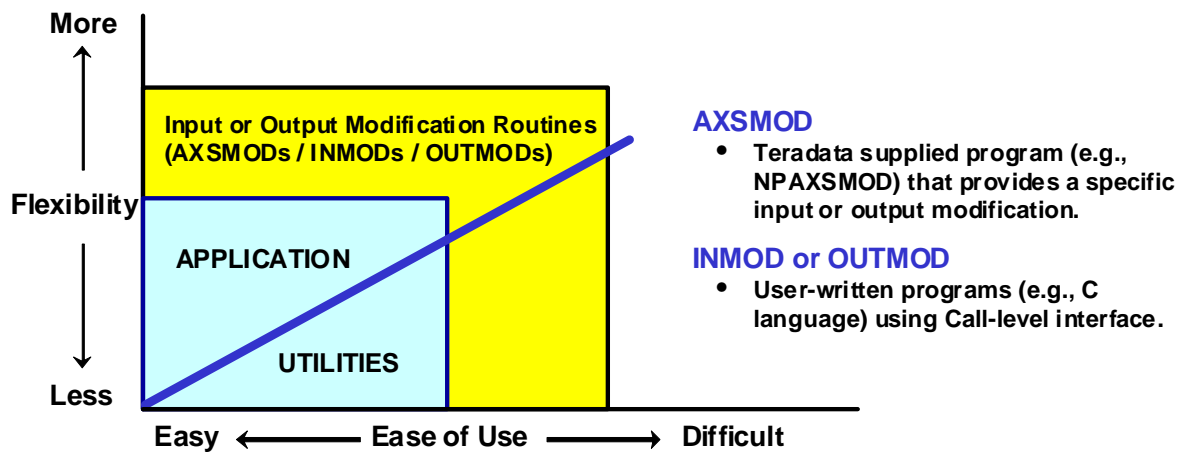 More
Input or Output Modification Routines
(AXSMODs / INMODs / OUTMODs)
Flexibility
APPLICATION
UTILITIES
Less
Easy
Ease of Use
Difficult
AXSMOD
• Teradata supplied program (e.g.,
NPAXSMOD) that provides a specific
input or output modification.
INMOD or OUTMOD
• User-written programs (e.g., C
language) using Call-level interface.